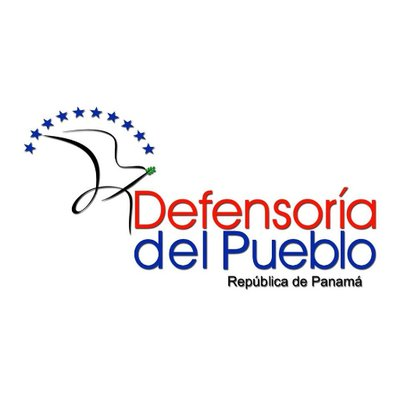 Defensoría
del Pueblo
República de Panamá